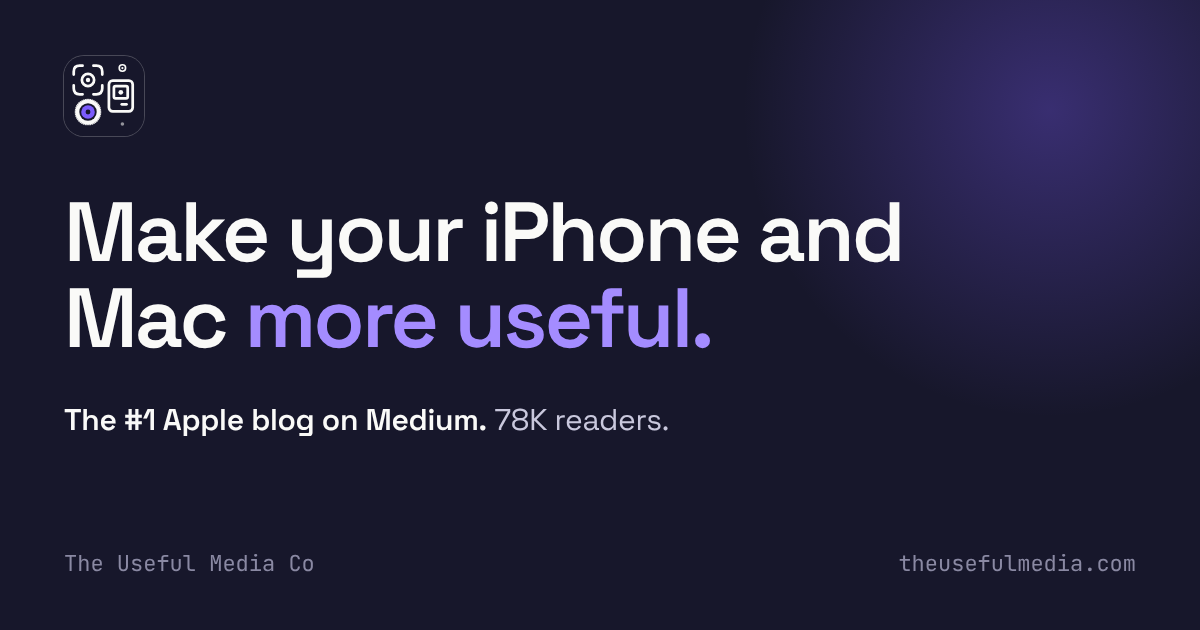 Make your iPhone and
Mac more useful.
The #1 Apple blog on Medium. 78K readers.
The Useful Media Co
theusefulmedia.com